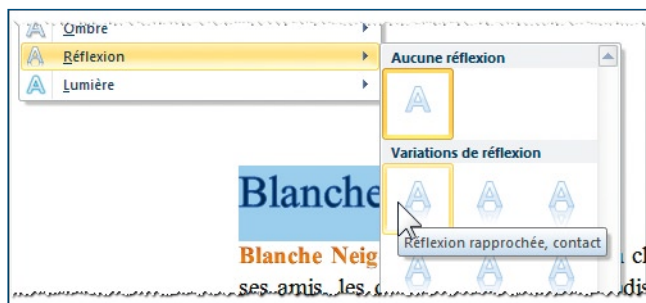 Ombre
Réflexion
Lumière
Aucune réflexion
A
Variations de réflexion
A A A
Réflexion rapprochée, contact
A A A
Blanche
Blanche Neig
ses amis, les